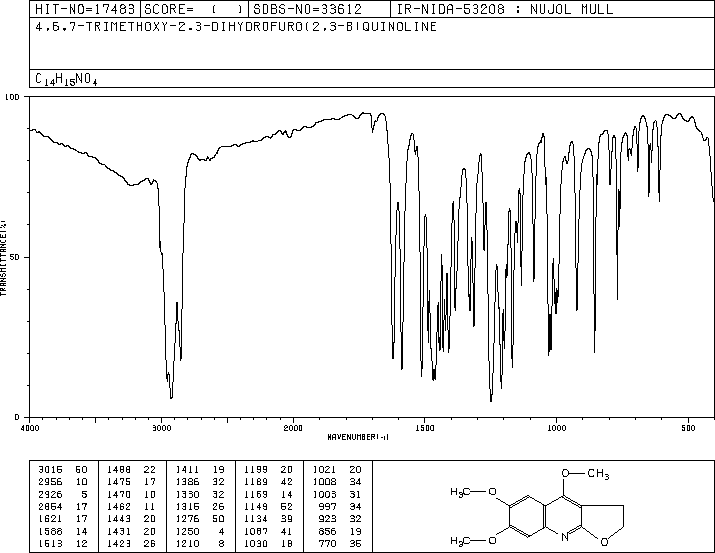 HIT-NO=17483 SCORE= ( ) SDBS-NO=33612 IR-NIDA-53208 : NUJOL MULL
4,6,7-TRIMETHOXY-2,3-DIHYDROFURO(2,3-B)QUINOLINE
C14H15NO4
100
50
0
TRANSMITTANCE(%)
4000 3000 2000 1500 1000 500
WAVENUMBER(-1)
3015 50 1488 22 1411 19 1199 20 1021 20
2956 10 1475 17 1386 32 1189 42 1008 34
2926 5 1470 10 1330 32 1169 14 1003 31
2854 17 1462 11 1315 26 1149 52 997 34
1621 17 1443 20 1276 50 1134 39 923 32
1588 14 1431 20 1250 4 1087 41 856 19
1513 12 1423 26 1210 8 1030 18 770 35
O—CH3
H3C—O
H3C—O
N
O